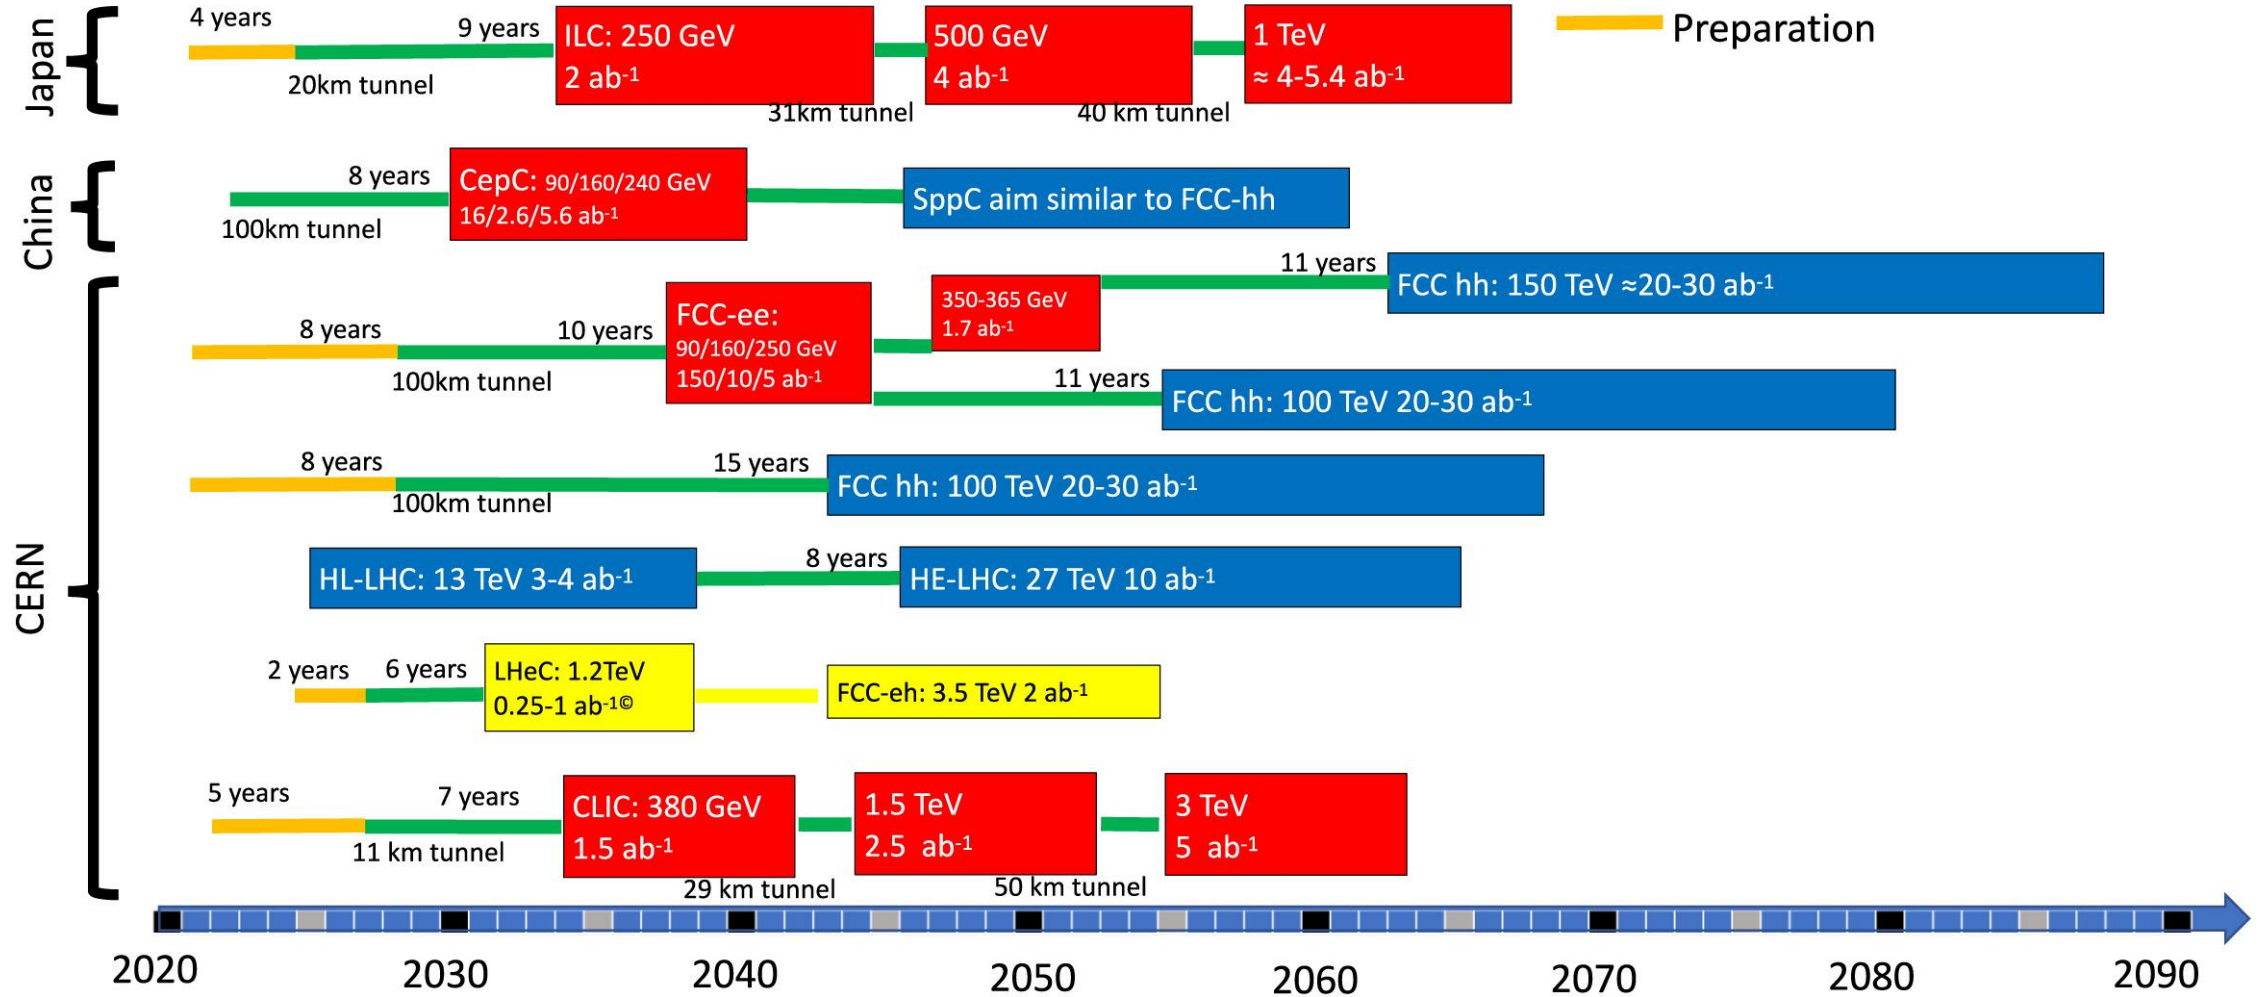 Japan
4 years
9 years
20km tunnel
ILC: 250 GeV
2 ab-1
31km tunnel
500 GeV
4 ab-1
40 km tunnel
1 TeV
≈ 4-5.4 ab-1
Preparation
China
8 years
100km tunnel
CepC: 90/160/240 GeV
16/2.6/5.6 ab-1
SppC aim similar to FCC-hh
CERN
8 years
10 years
100km tunnel
FCC-ee:
90/160/250 GeV
150/10/5 ab-1
350-365 GeV
1.7 ab-1
11 years
FCC hh: 150 TeV ≈20-30 ab-1
11 years
FCC hh: 100 TeV 20-30 ab-1
8 years
15 years
100km tunnel
FCC hh: 100 TeV 20-30 ab-1
HL-LHC: 13 TeV 3-4 ab-1
8 years
HE-LHC: 27 TeV 10 ab-1
2 years
6 years
LHeC: 1.2TeV
0.25-1 ab-1©
FCC-eh: 3.5 TeV 2 ab-1
5 years
7 years
11 km tunnel
CLIC: 380 GeV
1.5 ab-1
29 km tunnel
1.5 TeV
2.5 ab-1
50 km tunnel
3 TeV
5 ab-1
2020
2030
2040
2050
2060
2070
2080
2090